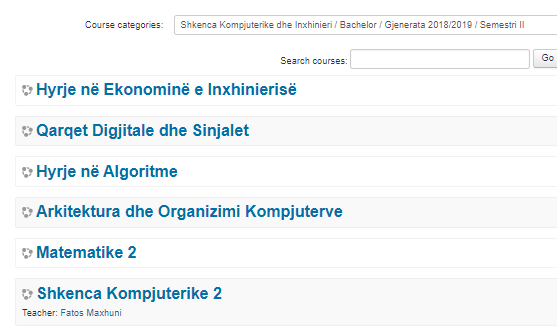 Course categories: Shkenca Kompjuterike dhe Inxhinieri / Bachelor / Gjenerata 2018/2019 / Semestri II
Search courses: Go
Hyrje në Ekonominë e Inxhinierisë
Qarqet Digjitale dhe Sinjalet
Hyrje në Algoritme
Arkitektura dhe Organizimi Kompjuterve
Matematike 2
Shkenca Kompjuterike 2
Teacher: Fatos Maxhuni